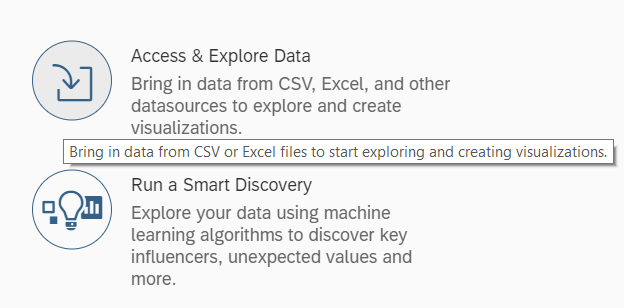 Access & Explore Data
Bring in data from CSV, Excel, and other
datasources to explore and create
visualizations.
Bring in data from CSV or Excel files to start exploring and creating visualizations.
Run a Smart Discovery
Explore your data using machine
learning algorithms to discover key
influencers, unexpected values and
more.